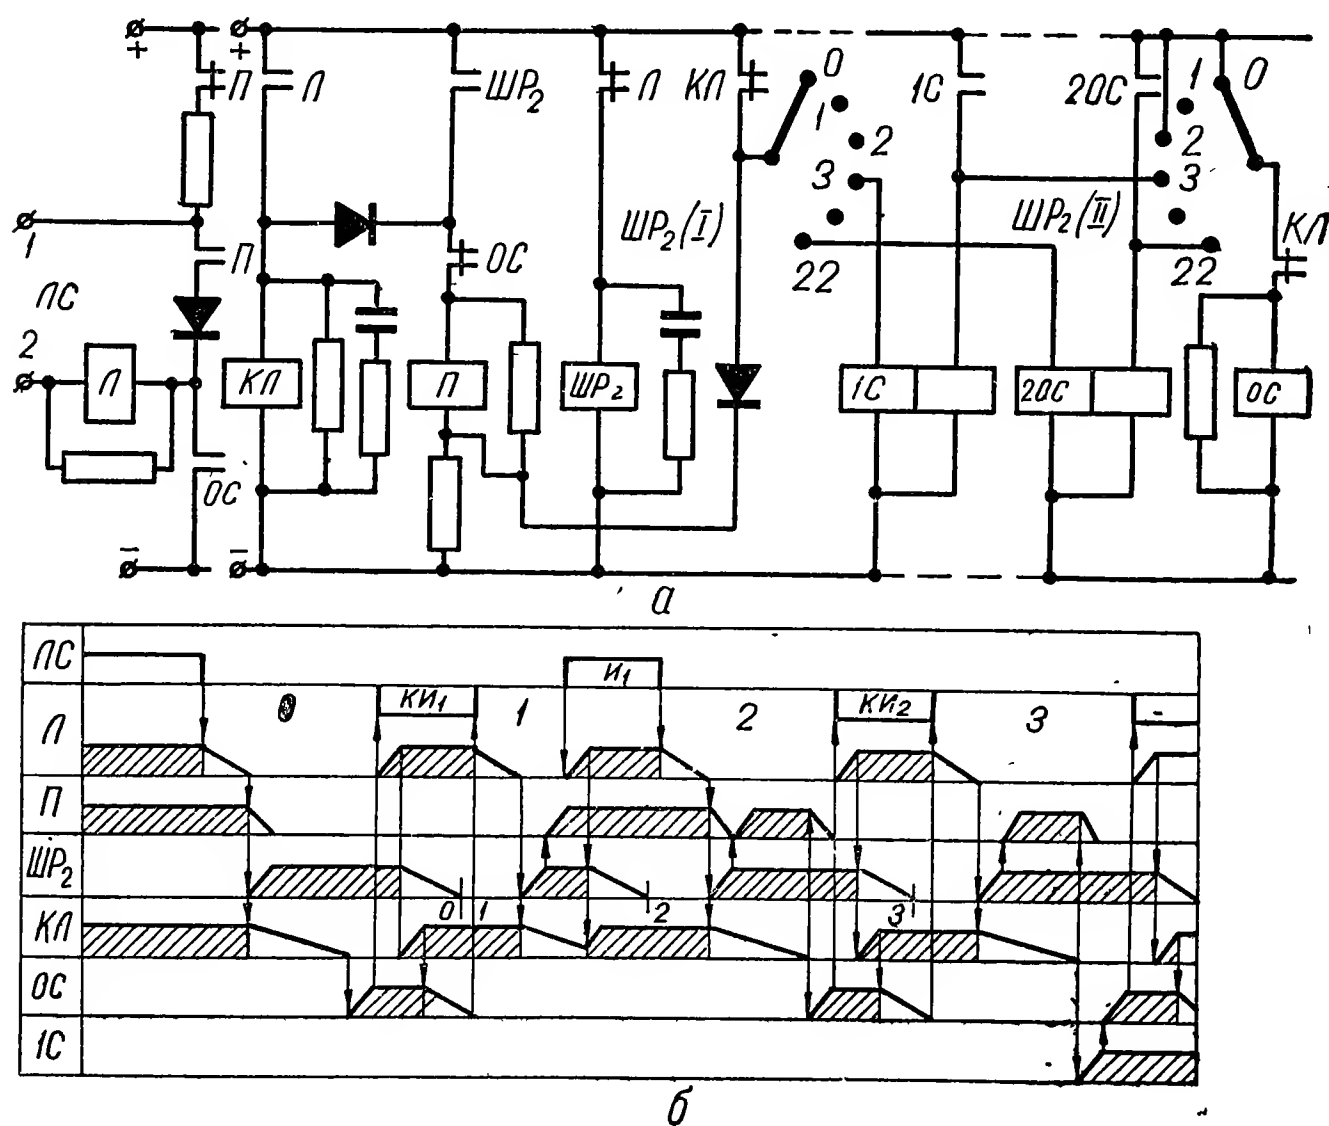 + +
П Л ШР₂ Л КЛ 0 1 2 3 22 1С 20С 1 0 2 3 22
1 П ОС ШР₂(I) ШР₂(II) КЛ
ЛС
2 Л КЛ П ШР₂ 1С 20С ОС
ОС
− −
а
ЛС И₁
Л 0 КИ₁ 1 2 КИ₂ 3
П
ШР₂
КЛ 0 1 2 3
ОС
1С
б